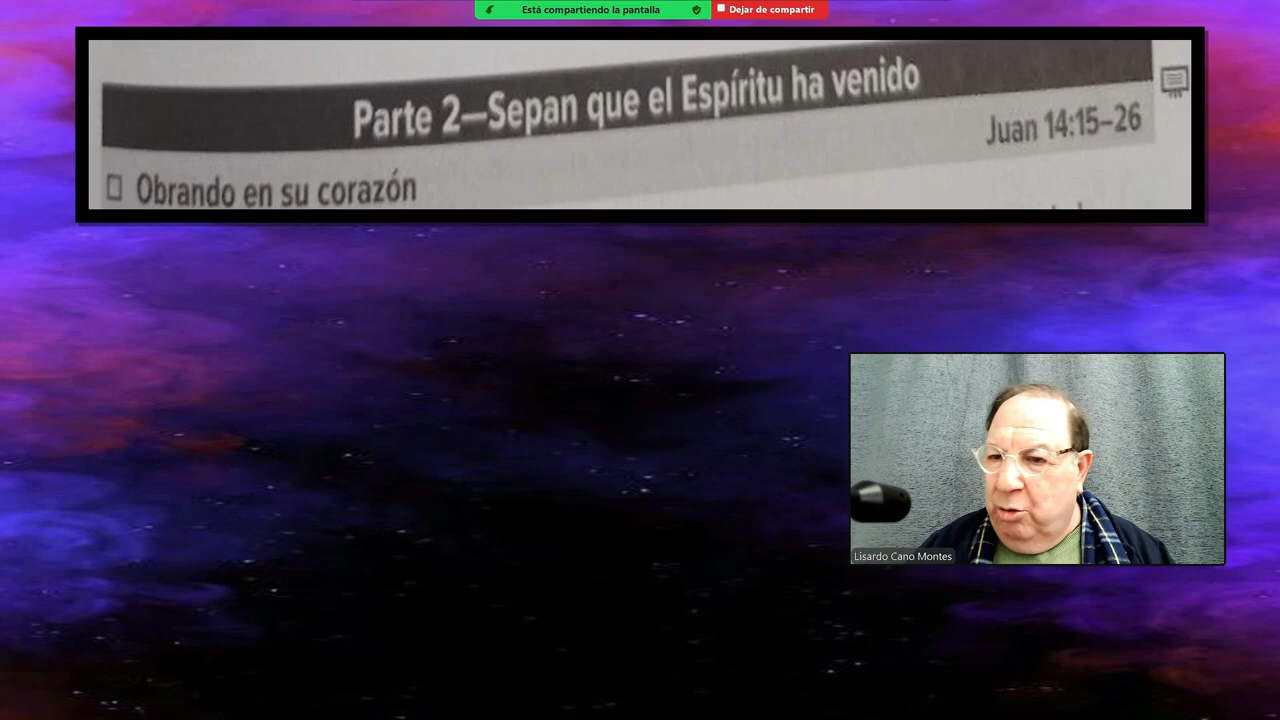 Está compartiendo la pantalla
Dejar de compartir
Parte 2—Sepan que el Espíritu ha venido
Juan 14:15–26
Obrando en su corazón
Lisardo Cano Montes